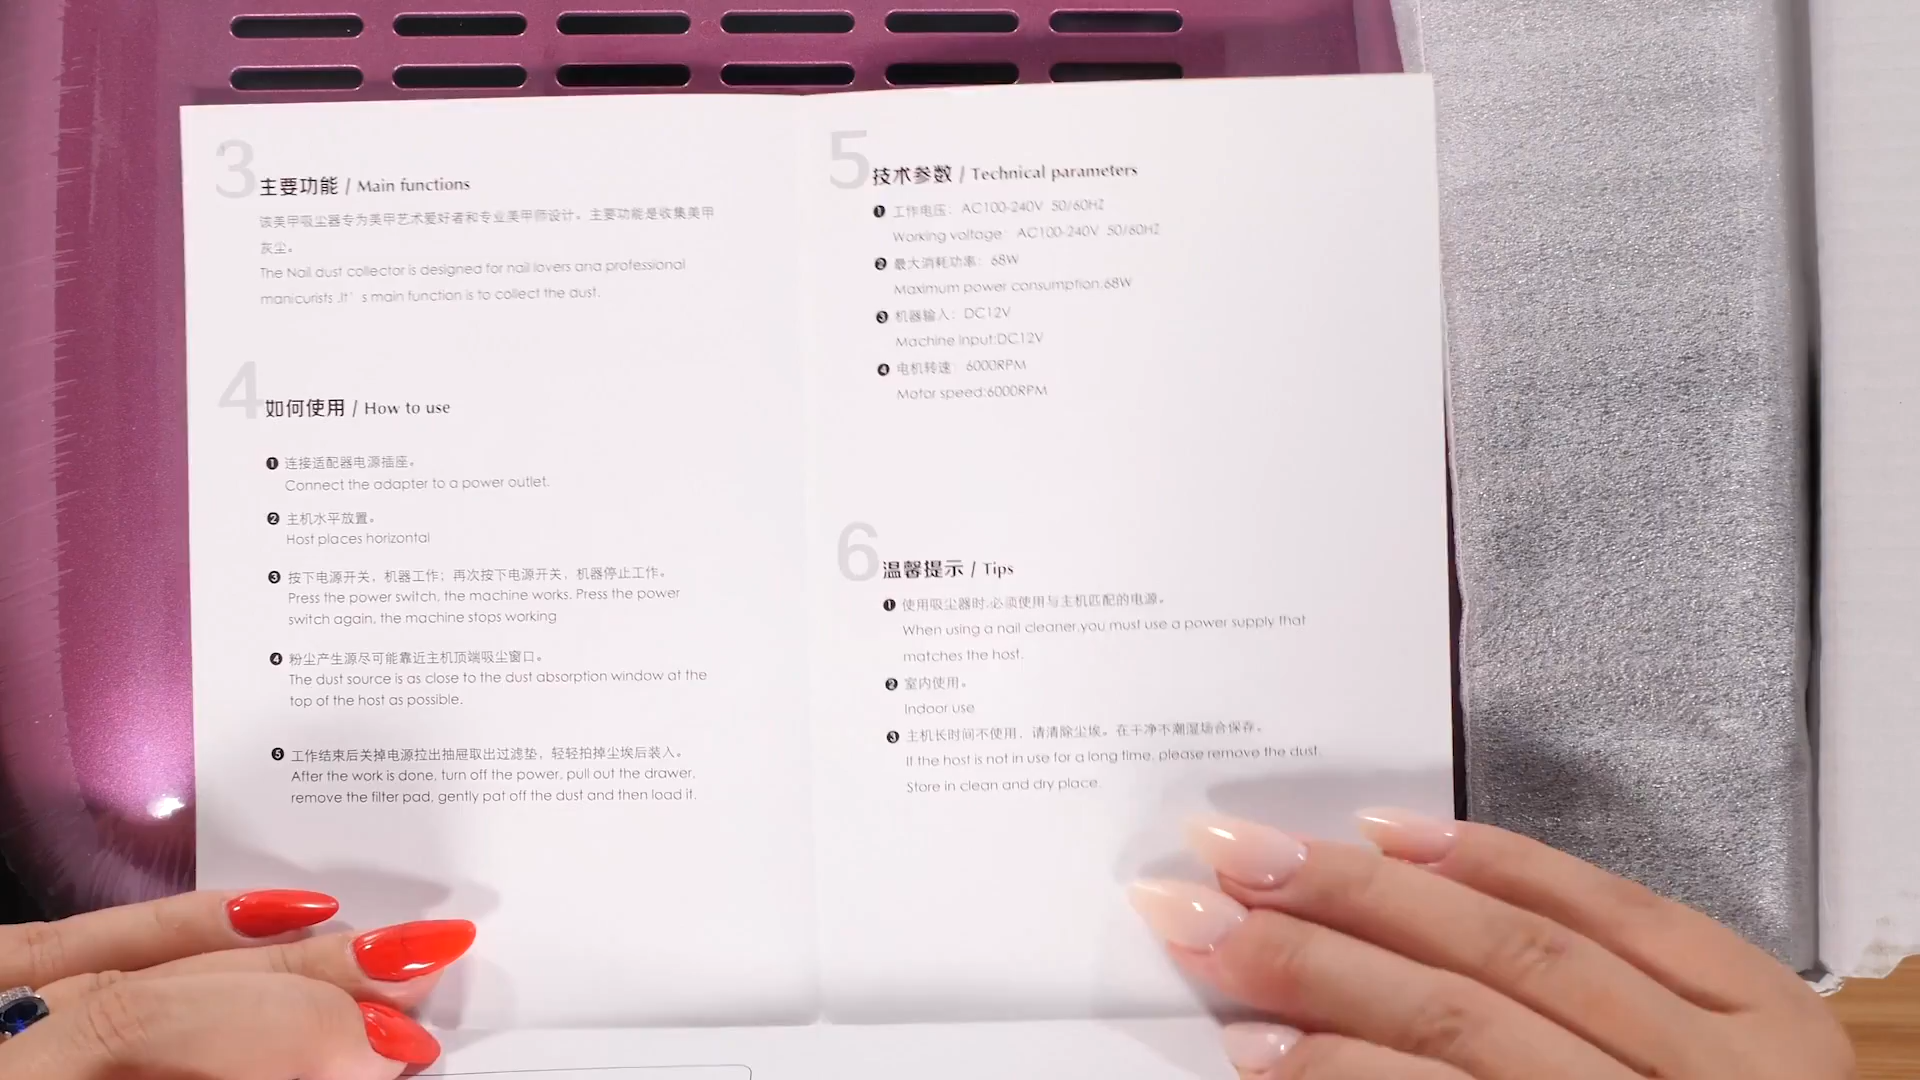 3
主要功能 / Main functions
该美甲吸尘器专为美甲艺术爱好者和专业美甲师设计。主要功能是收集美甲
灰尘。
The Nail dust collector is designed for nail lovers and professional
manicurists .It's main function is to collect the dust.
4
如何使用 / How to use
❶ 连接适配器电源插座。
Connect the adapter to a power outlet.
❷ 主机水平放置。
Host places horizontal
❸ 按下电源开关，机器工作；再次按下电源开关，机器停止工作。
Press the power switch, the machine works. Press the power
switch again, the machine stops working
❹ 粉尘产生源尽可能靠近主机顶端吸尘窗口。
The dust source is as close to the dust absorption window at the
top of the host as possible.
❺ 工作结束后关掉电源拉出抽屉取出过滤垫，轻轻拍掉尘埃后装入。
After the work is done, turn off the power, pull out the drawer,
remove the filter pad, gently pat off the dust and then load it.
5
技术参数 / Technical parameters
❶ 工作电压：AC100-240V 50/60HZ
Working voltage: AC100-240V 50/60HZ
❷ 最大消耗功率：68W
Maximum power consumption:68W
❸ 机器输入：DC12V
Machine input:DC12V
❹ 电机转速：6000RPM
Motor speed:6000RPM
6
温馨提示 / Tips
❶ 使用吸尘器时,必须使用与主机匹配的电源。
When using a nail cleaner,you must use a power supply that
matches the host.
❷ 室内使用。
Indoor use
❸ 主机长时间不使用，请清除尘埃。在干净不潮湿场合保存。
If the host is not in use for a long time, please remove the dust.
Store in clean and dry place.